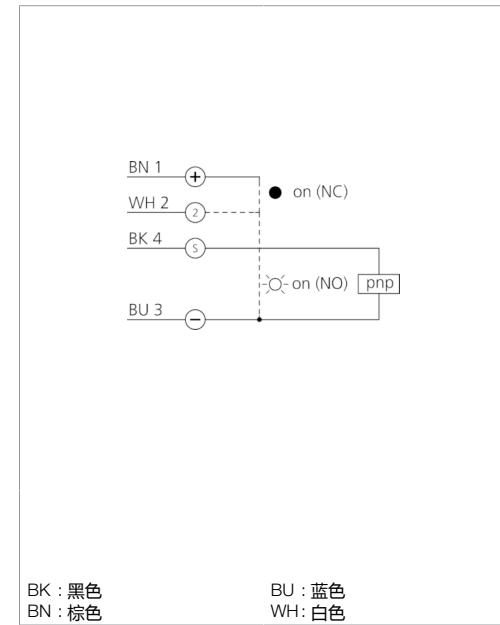 BN 1 +
on (NC)
WH 2 2
BK 4 S
on (NO) pnp
BU 3 −
BK : 黑色 BU : 蓝色
BN : 棕色 WH : 白色